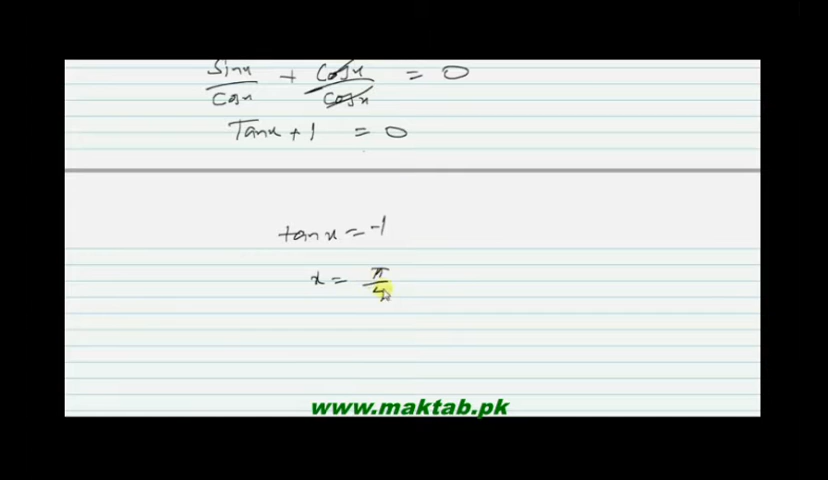 Sinx/Cosx + Cosx/Cosx = 0
Tanx + 1 = 0
tan x = -1
x = π/4
www.maktab.pk